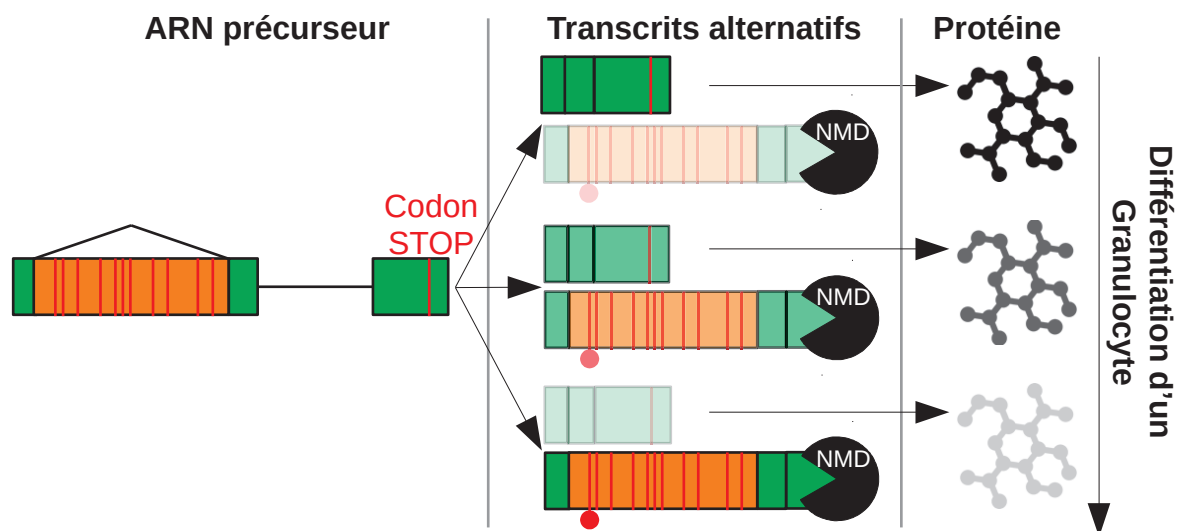 ARN précurseur
Transcrits alternatifs
Protéine
NMD
Codon
STOP
NMD
NMD
Différentiation d'un
Granulocyte